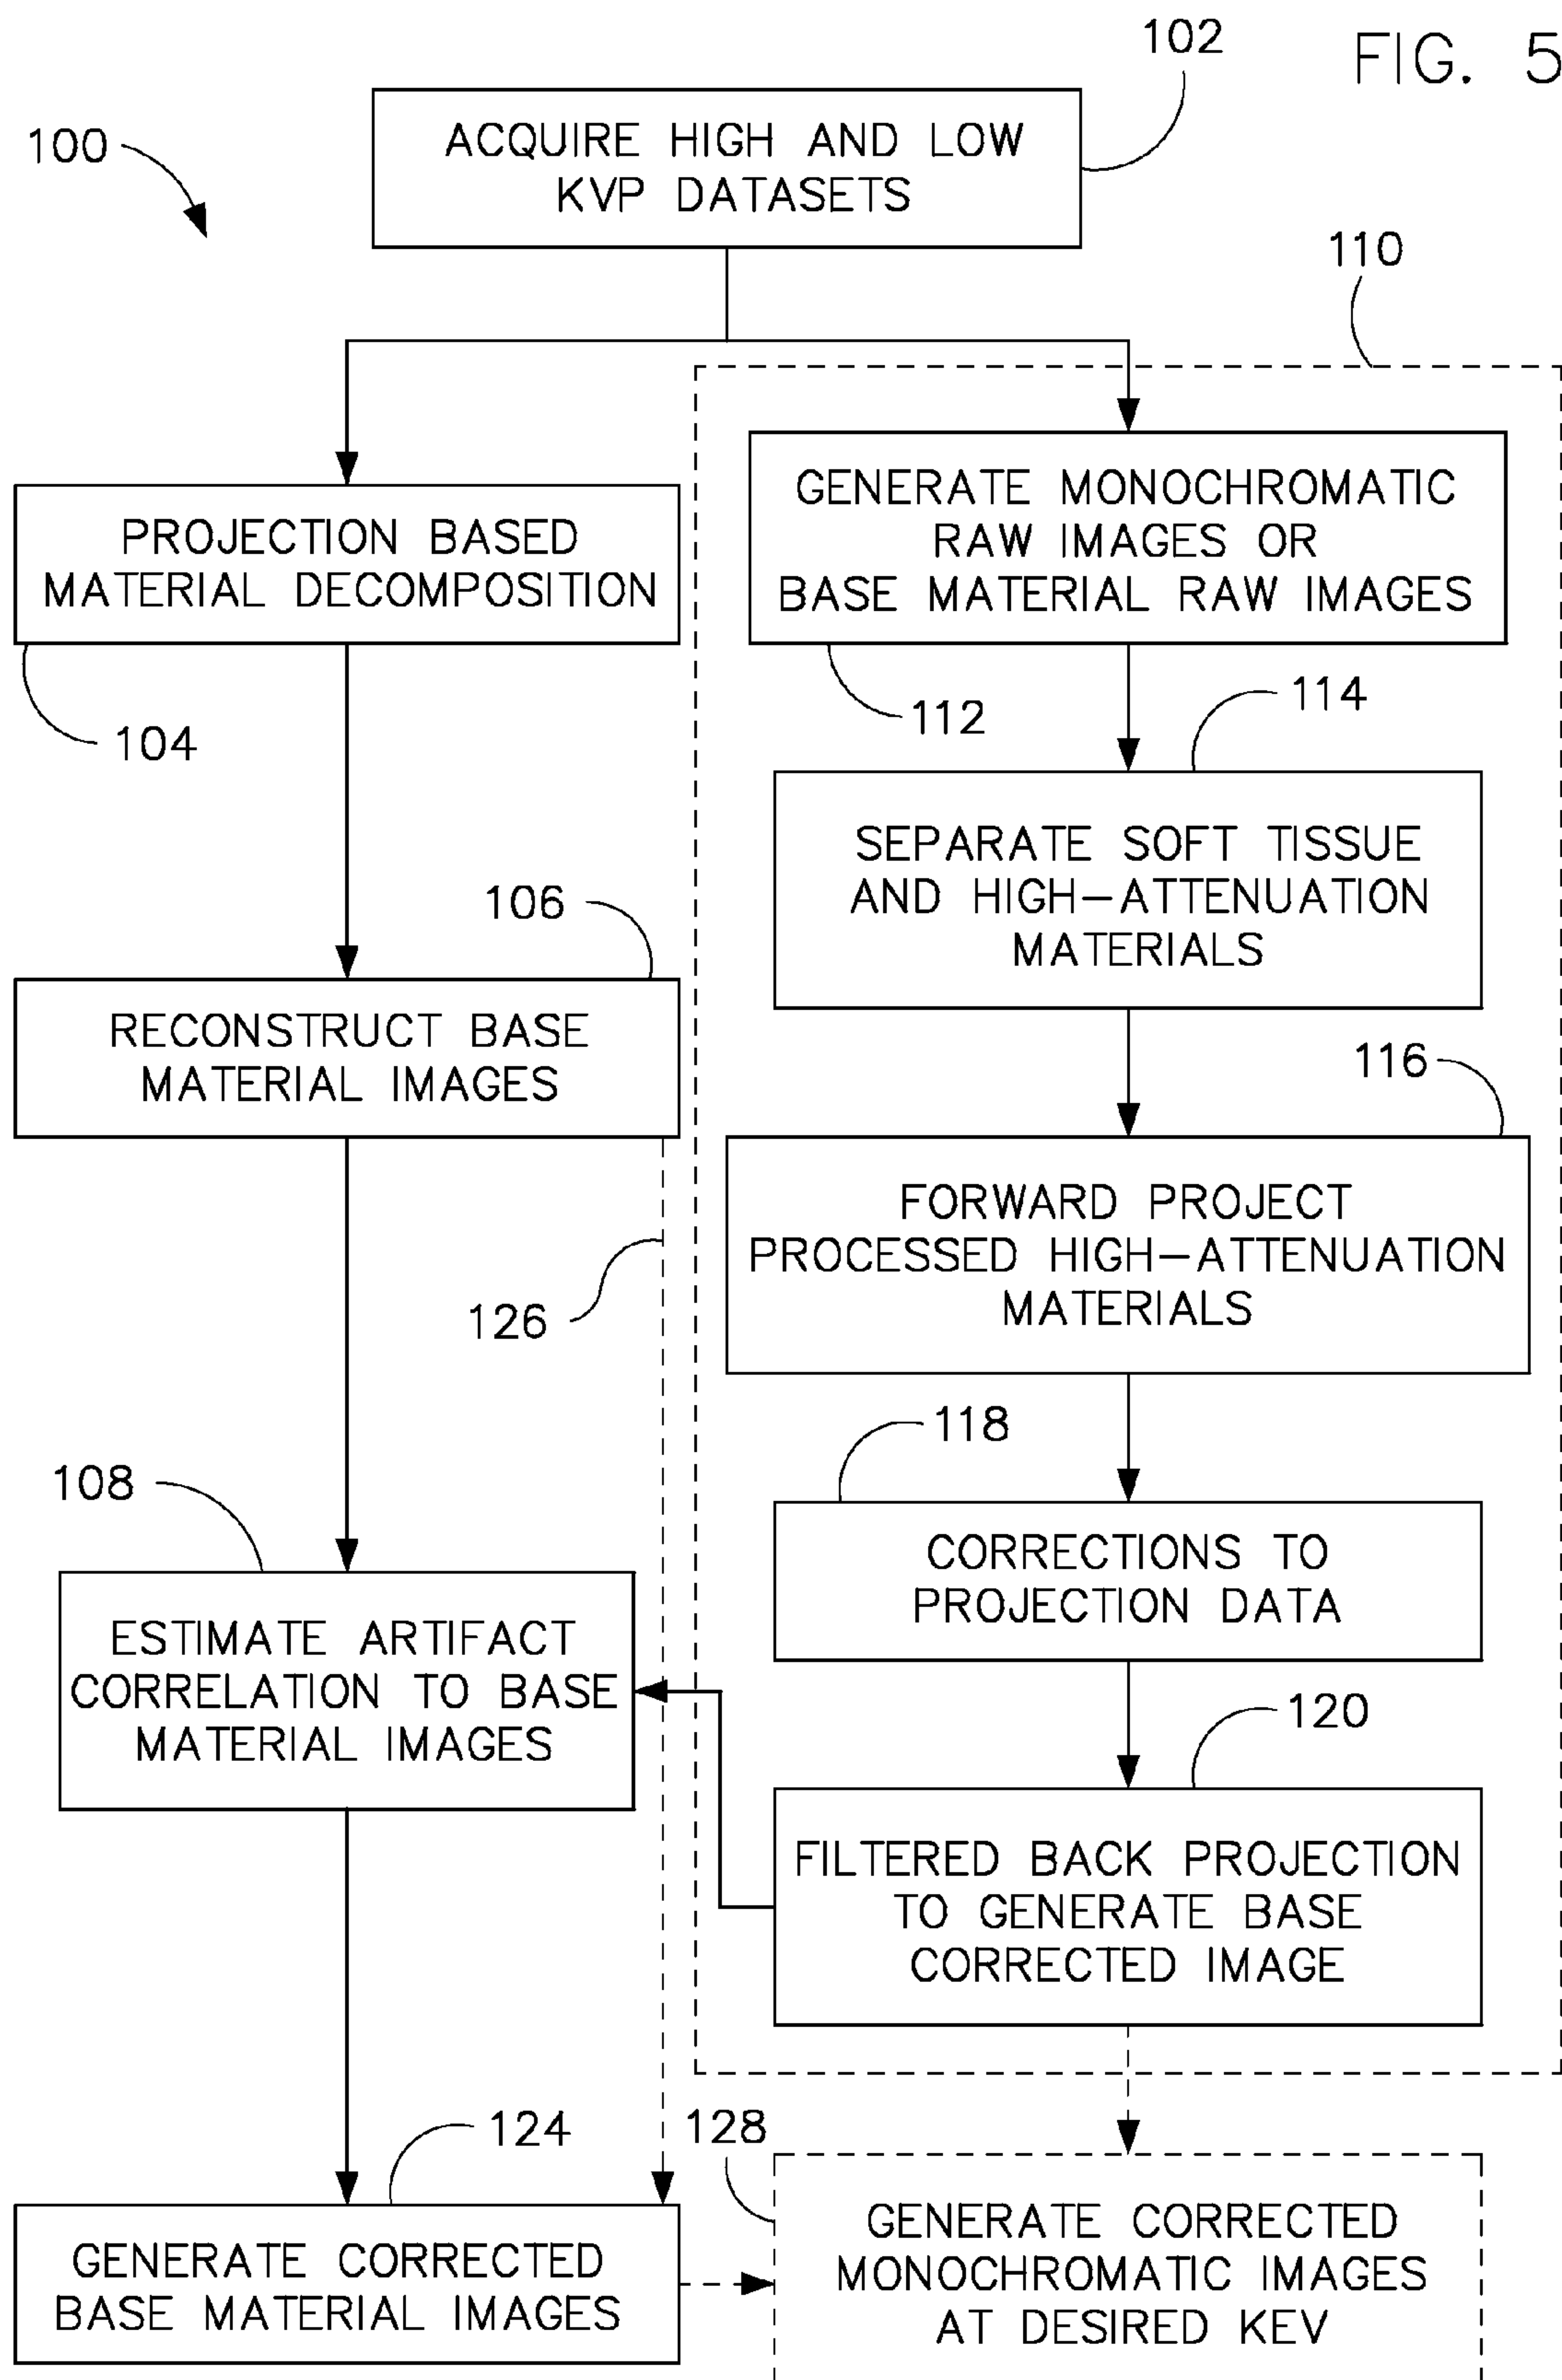 FIG. 5
102
100
ACQUIRE HIGH AND LOW
KVP DATASETS
110
PROJECTION BASED
MATERIAL DECOMPOSITION
104
GENERATE MONOCHROMATIC
RAW IMAGES OR
BASE MATERIAL RAW IMAGES
112
114
SEPARATE SOFT TISSUE
AND HIGH-ATTENUATION
MATERIALS
106
RECONSTRUCT BASE
MATERIAL IMAGES
116
FORWARD PROJECT
PROCESSED HIGH-ATTENUATION
MATERIALS
126
118
CORRECTIONS TO
PROJECTION DATA
108
ESTIMATE ARTIFACT
CORRELATION TO BASE
MATERIAL IMAGES
120
FILTERED BACK PROJECTION
TO GENERATE BASE
CORRECTED IMAGE
124
GENERATE CORRECTED
BASE MATERIAL IMAGES
128
GENERATE CORRECTED
MONOCHROMATIC IMAGES
AT DESIRED KEV